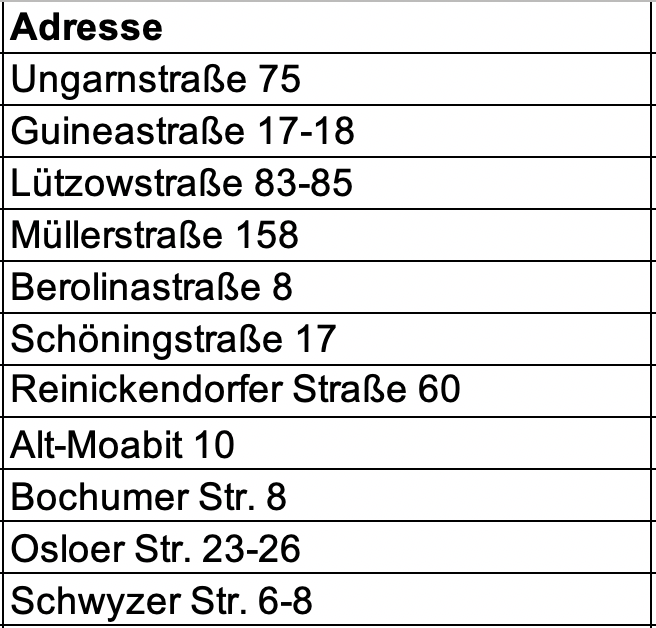 Adresse
Ungarnstraße 75
Guineastraße 17-18
Lützowstraße 83-85
Müllerstraße 158
Berolinastraße 8
Schöningstraße 17
Reinickendorfer Straße 60
Alt-Moabit 10
Bochumer Str. 8
Osloer Str. 23-26
Schwyzer Str. 6-8